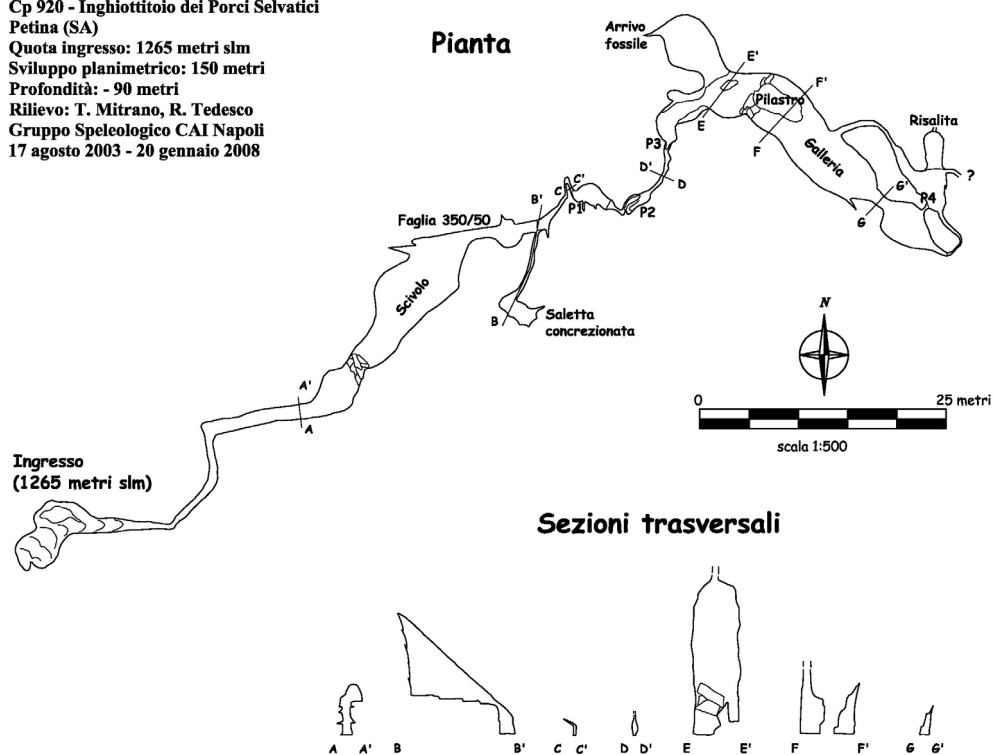 Cp 920 - Inghiottitoio dei Porci Selvatici
Petina (SA)
Quota ingresso: 1265 metri slm
Sviluppo planimetrico: 150 metri
Profondità: - 90 metri
Rilievo: T. Mitrano, R. Tedesco
Gruppo Speleologico CAI Napoli
17 agosto 2003 - 20 gennaio 2008
Pianta
Arrivo
fossile
E'
F'
Pilastro
E
F
Risalita
P3
Galleria
D'
D
?
C
C'
G'
B'
P1
P2
P4
G
Faglia 350/50
Scivolo
B
Saletta
concrezionata
N
A'
A
0
25 metri
scala 1:500
Ingresso
(1265 metri slm)
Sezioni trasversali
A A' B B' C C' D D' E E' F F' G G'